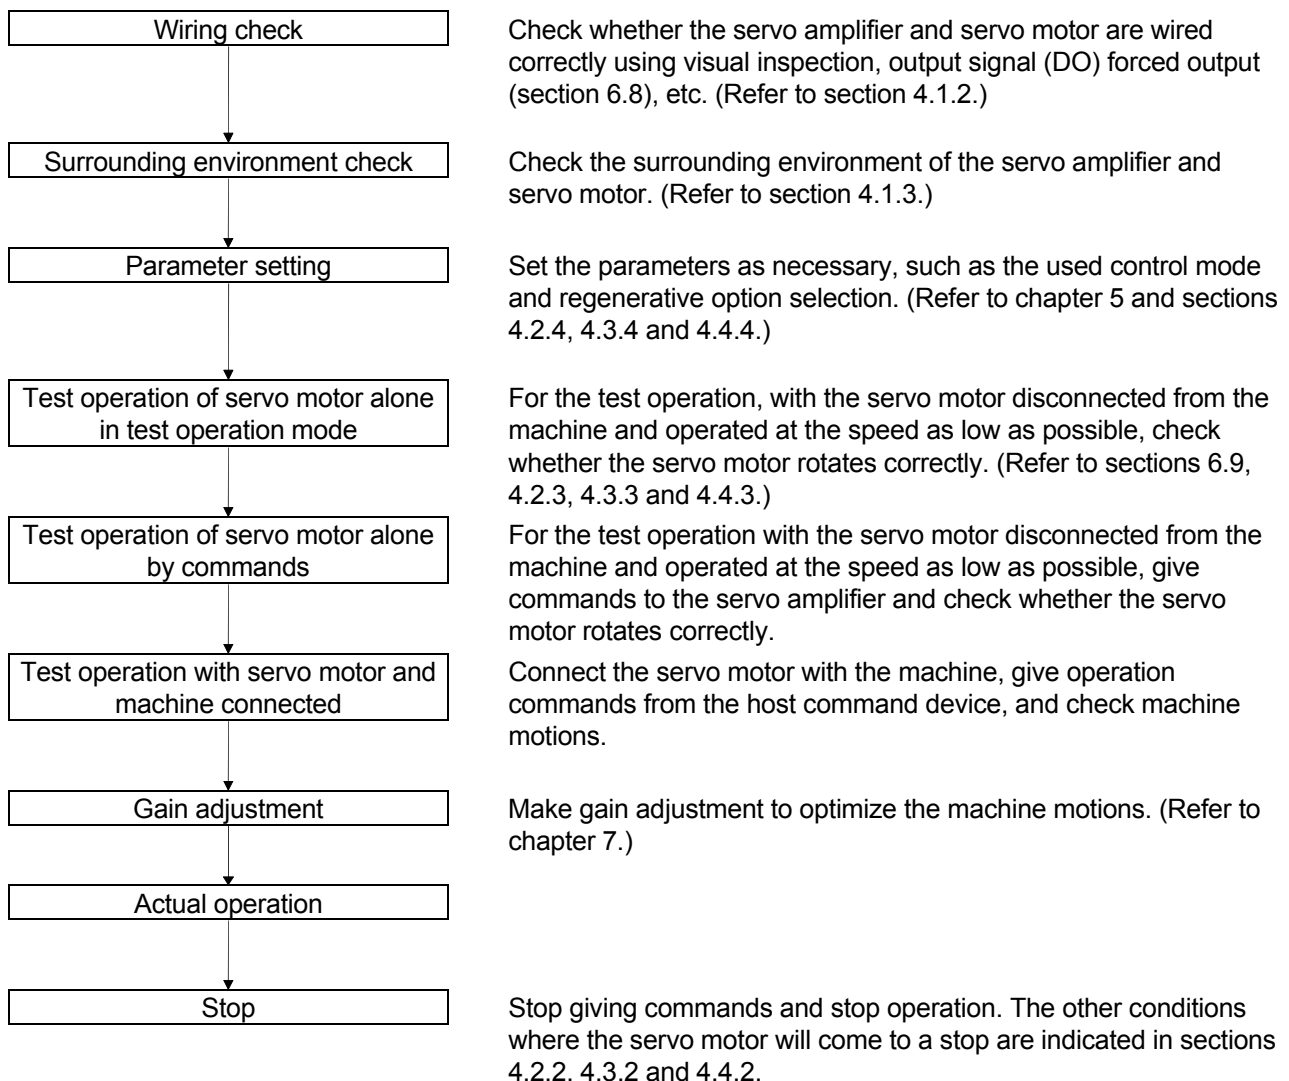 Wiring check
Check whether the servo amplifier and servo motor are wired
correctly using visual inspection, output signal (DO) forced output
(section 6.8), etc. (Refer to section 4.1.2.)
Surrounding environment check
Check the surrounding environment of the servo amplifier and
servo motor. (Refer to section 4.1.3.)
Parameter setting
Set the parameters as necessary, such as the used control mode
and regenerative option selection. (Refer to chapter 5 and sections
4.2.4, 4.3.4 and 4.4.4.)
Test operation of servo motor alone
in test operation mode
For the test operation, with the servo motor disconnected from the
machine and operated at the speed as low as possible, check
whether the servo motor rotates correctly. (Refer to sections 6.9,
4.2.3, 4.3.3 and 4.4.3.)
Test operation of servo motor alone
by commands
For the test operation with the servo motor disconnected from the
machine and operated at the speed as low as possible, give
commands to the servo amplifier and check whether the servo
motor rotates correctly.
Test operation with servo motor and
machine connected
Connect the servo motor with the machine, give operation
commands from the host command device, and check machine
motions.
Gain adjustment
Make gain adjustment to optimize the machine motions. (Refer to
chapter 7.)
Actual operation
Stop
Stop giving commands and stop operation. The other conditions
where the servo motor will come to a stop are indicated in sections
4.2.2, 4.3.2 and 4.4.2.